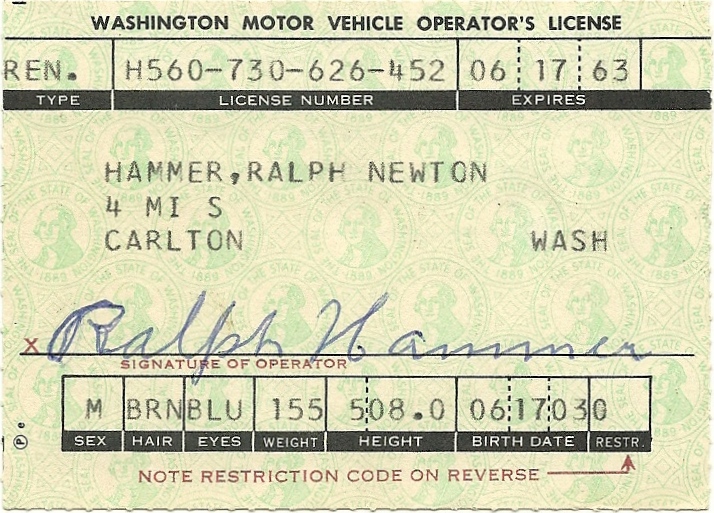 WASHINGTON MOTOR VEHICLE OPERATOR'S LICENSE
REN. H560-730-626-452 06 17 63
TYPE LICENSE NUMBER EXPIRES
HAMMER,RALPH NEWTON
4 MI S
CARLTON WASH
X Ralph Hammer
SIGNATURE OF OPERATOR
M BRN BLU 155 508.0 06 17 03 0
SEX HAIR EYES WEIGHT HEIGHT BIRTH DATE RESTR.
NOTE RESTRICTION CODE ON REVERSE